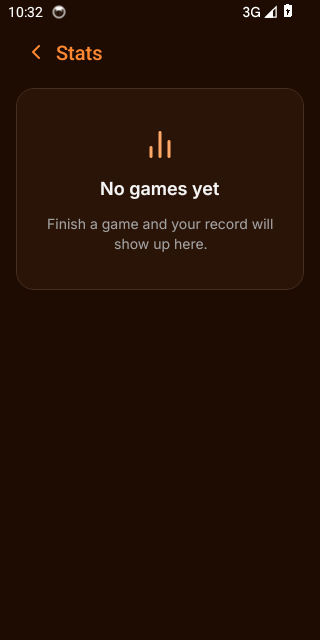 10:32 3G
Stats
No games yet
Finish a game and your record will
show up here.